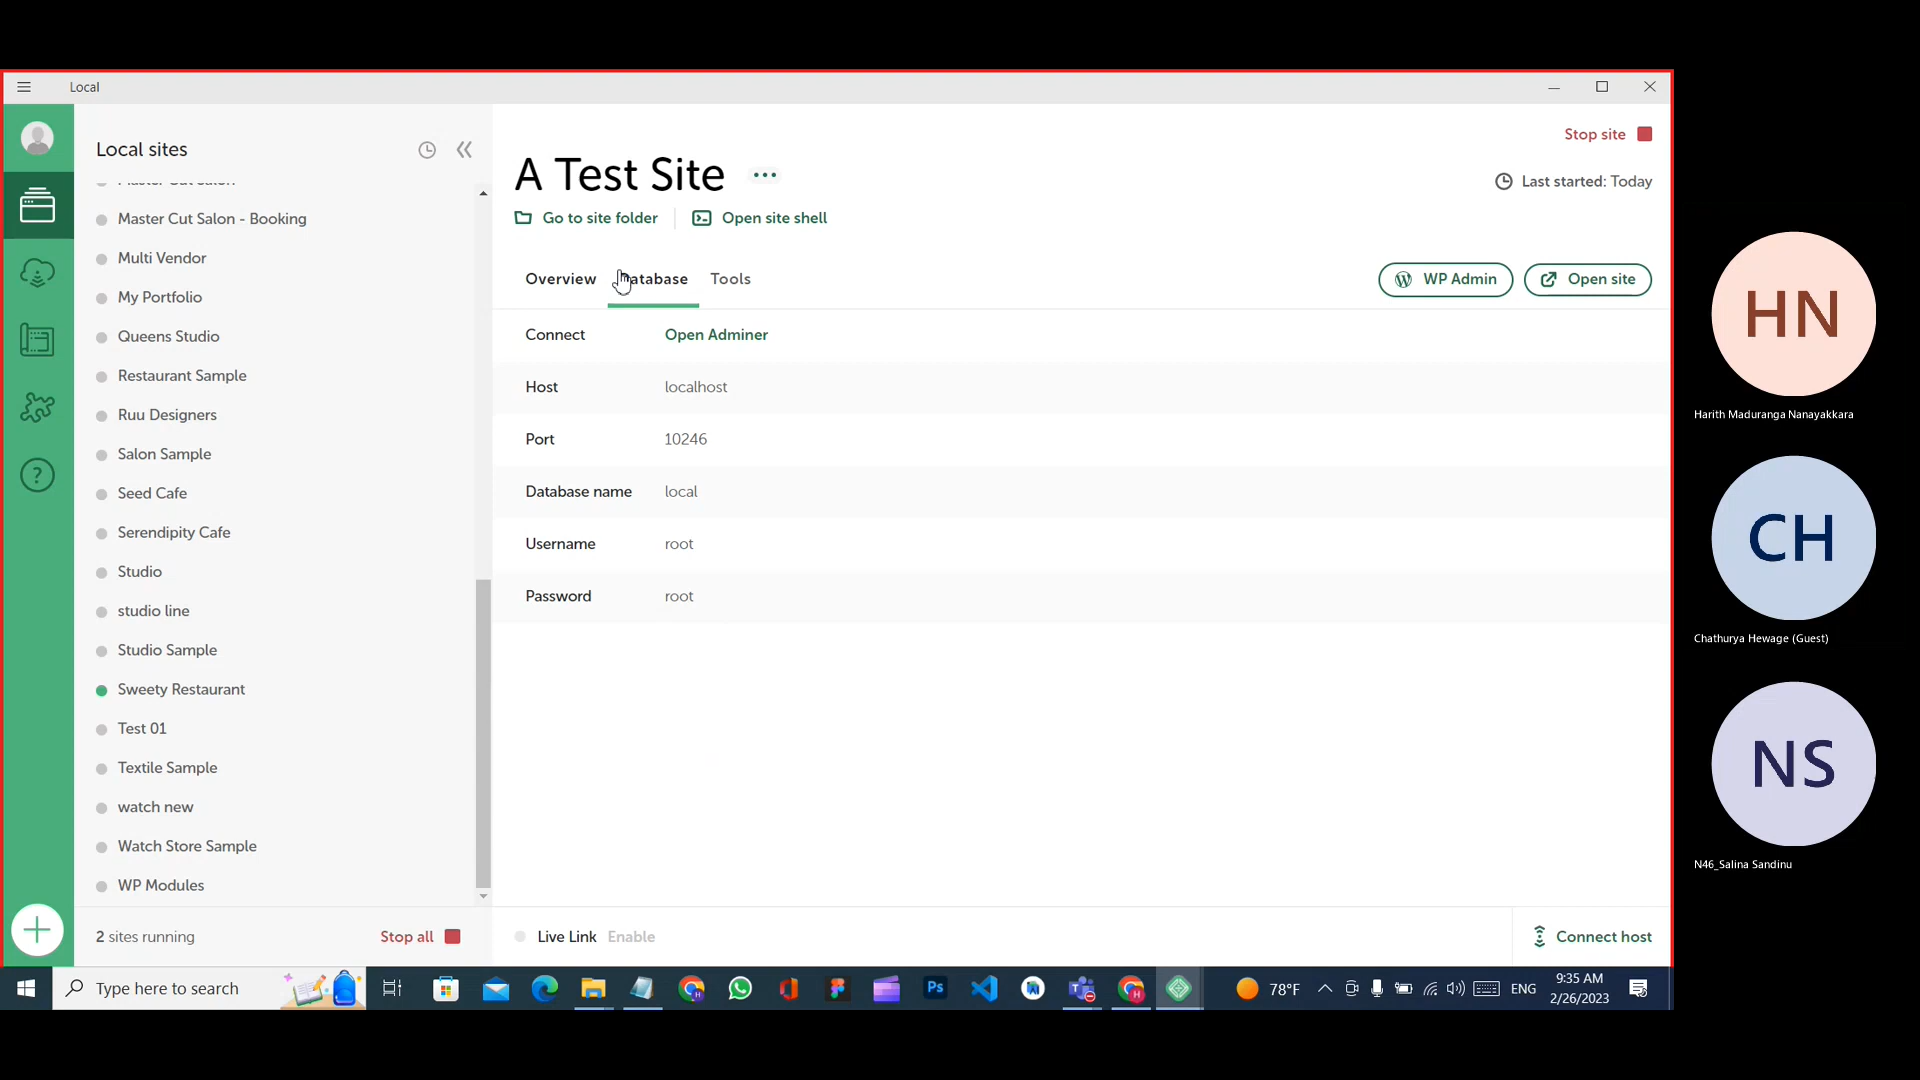 Local
Local sites
Master Cut Salon
Master Cut Salon - Booking
Multi Vendor
My Portfolio
Queens Studio
Restaurant Sample
Ruu Designers
Salon Sample
Seed Cafe
Serendipity Cafe
Studio
studio line
Studio Sample
Sweety Restaurant
Test 01
Textile Sample
watch new
Watch Store Sample
WP Modules
2 sites running
Stop all
Stop site
A Test Site
Last started: Today
Go to site folder
Open site shell
Overview
Database
Tools
WP Admin
Open site
Connect Open Adminer
Host localhost
Port 10246
Database name local
Username root
Password root
Live Link Enable
Connect host
Type here to search
Ps
78°F
ENG
9:35 AM
2/26/2023
HN
Harith Maduranga Nanayakkara
CH
Chathurya Hewage (Guest)
NS
N46_Salina Sandinu